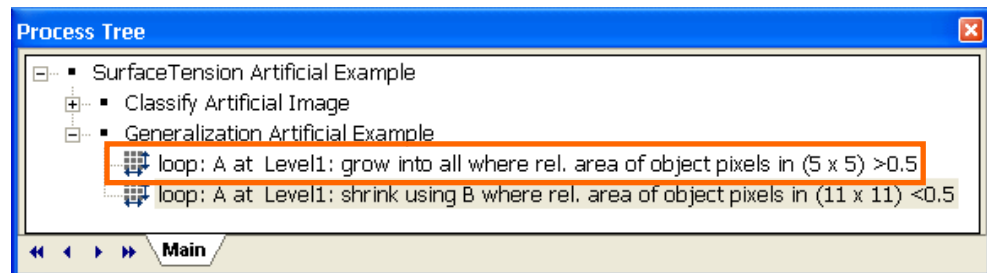 Process Tree
SurfaceTension Artificial Example
Classify Artificial Image
Generalization Artificial Example
loop: A at Level1: grow into all where rel. area of object pixels in (5 x 5) >0.5
loop: A at Level1: shrink using B where rel. area of object pixels in (11 x 11) <0.5
Main